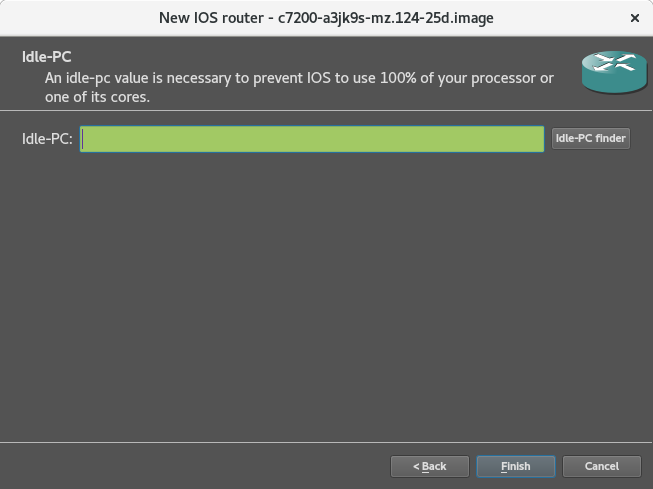 New IOS router - c7200-a3jk9s-mz.124-25d.image
Idle-PC
An idle-pc value is necessary to prevent IOS to use 100% of your processor or
one of its cores.
Idle-PC:
Idle-PC finder
< Back
Finish
Cancel